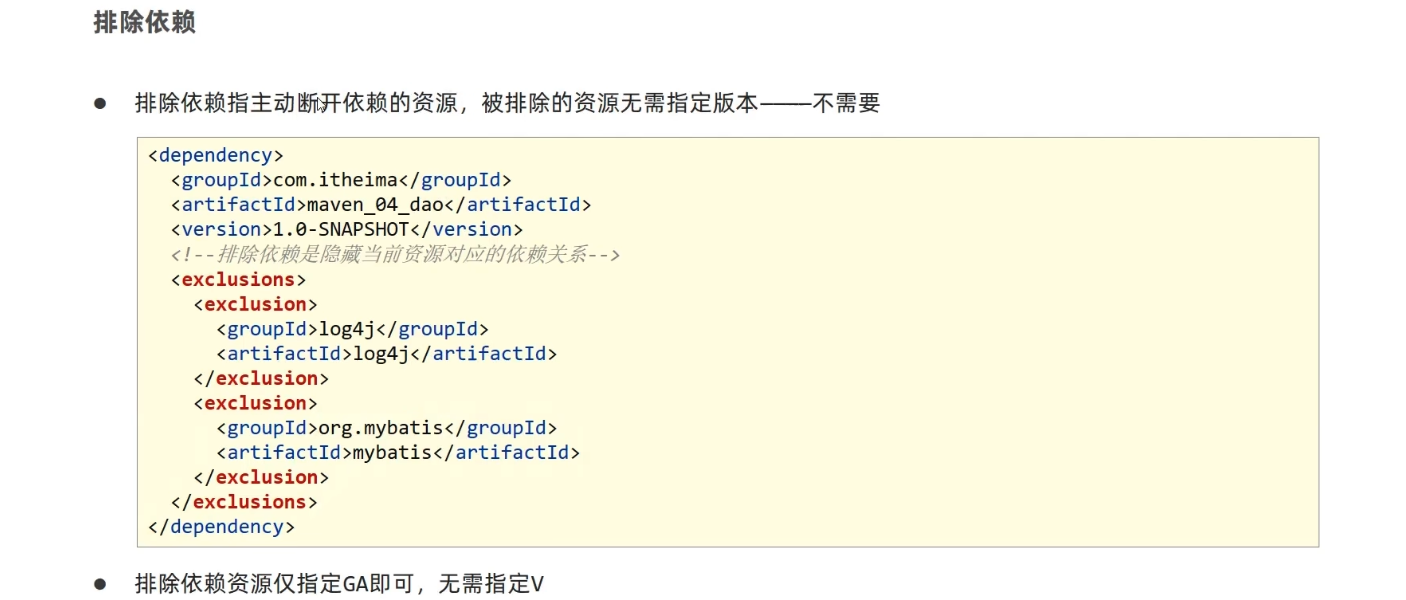 排除依赖
● 排除依赖指主动断开依赖的资源，被排除的资源无需指定版本————不需要
<dependency>
  <groupId>com.itheima</groupId>
  <artifactId>maven_04_dao</artifactId>
  <version>1.0-SNAPSHOT</version>
  <!--排除依赖是隐藏当前资源对应的依赖关系-->
  <exclusions>
    <exclusion>
      <groupId>log4j</groupId>
      <artifactId>log4j</artifactId>
    </exclusion>
    <exclusion>
      <groupId>org.mybatis</groupId>
      <artifactId>mybatis</artifactId>
    </exclusion>
  </exclusions>
</dependency>
● 排除依赖资源仅指定GA即可，无需指定V